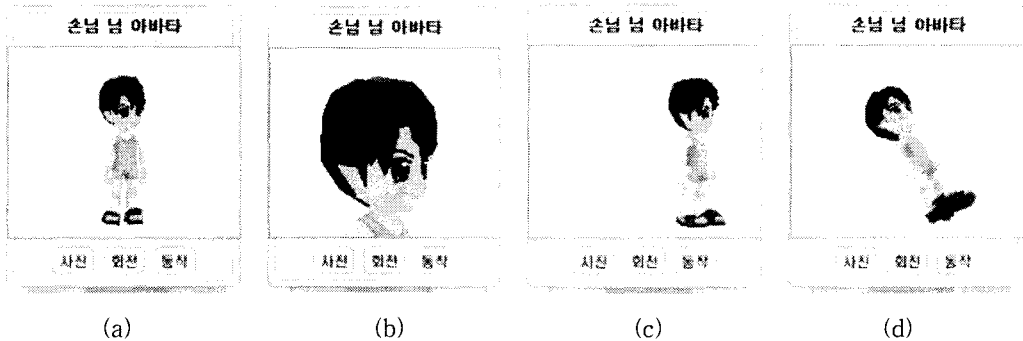 손님 님 아바타
손님 님 아바타
손님 님 아바타
손님 님 아바타
사진 회전 동작
사진 회전 동작
사진 회전 동작
사진 회전 동작
(a)
(b)
(c)
(d)